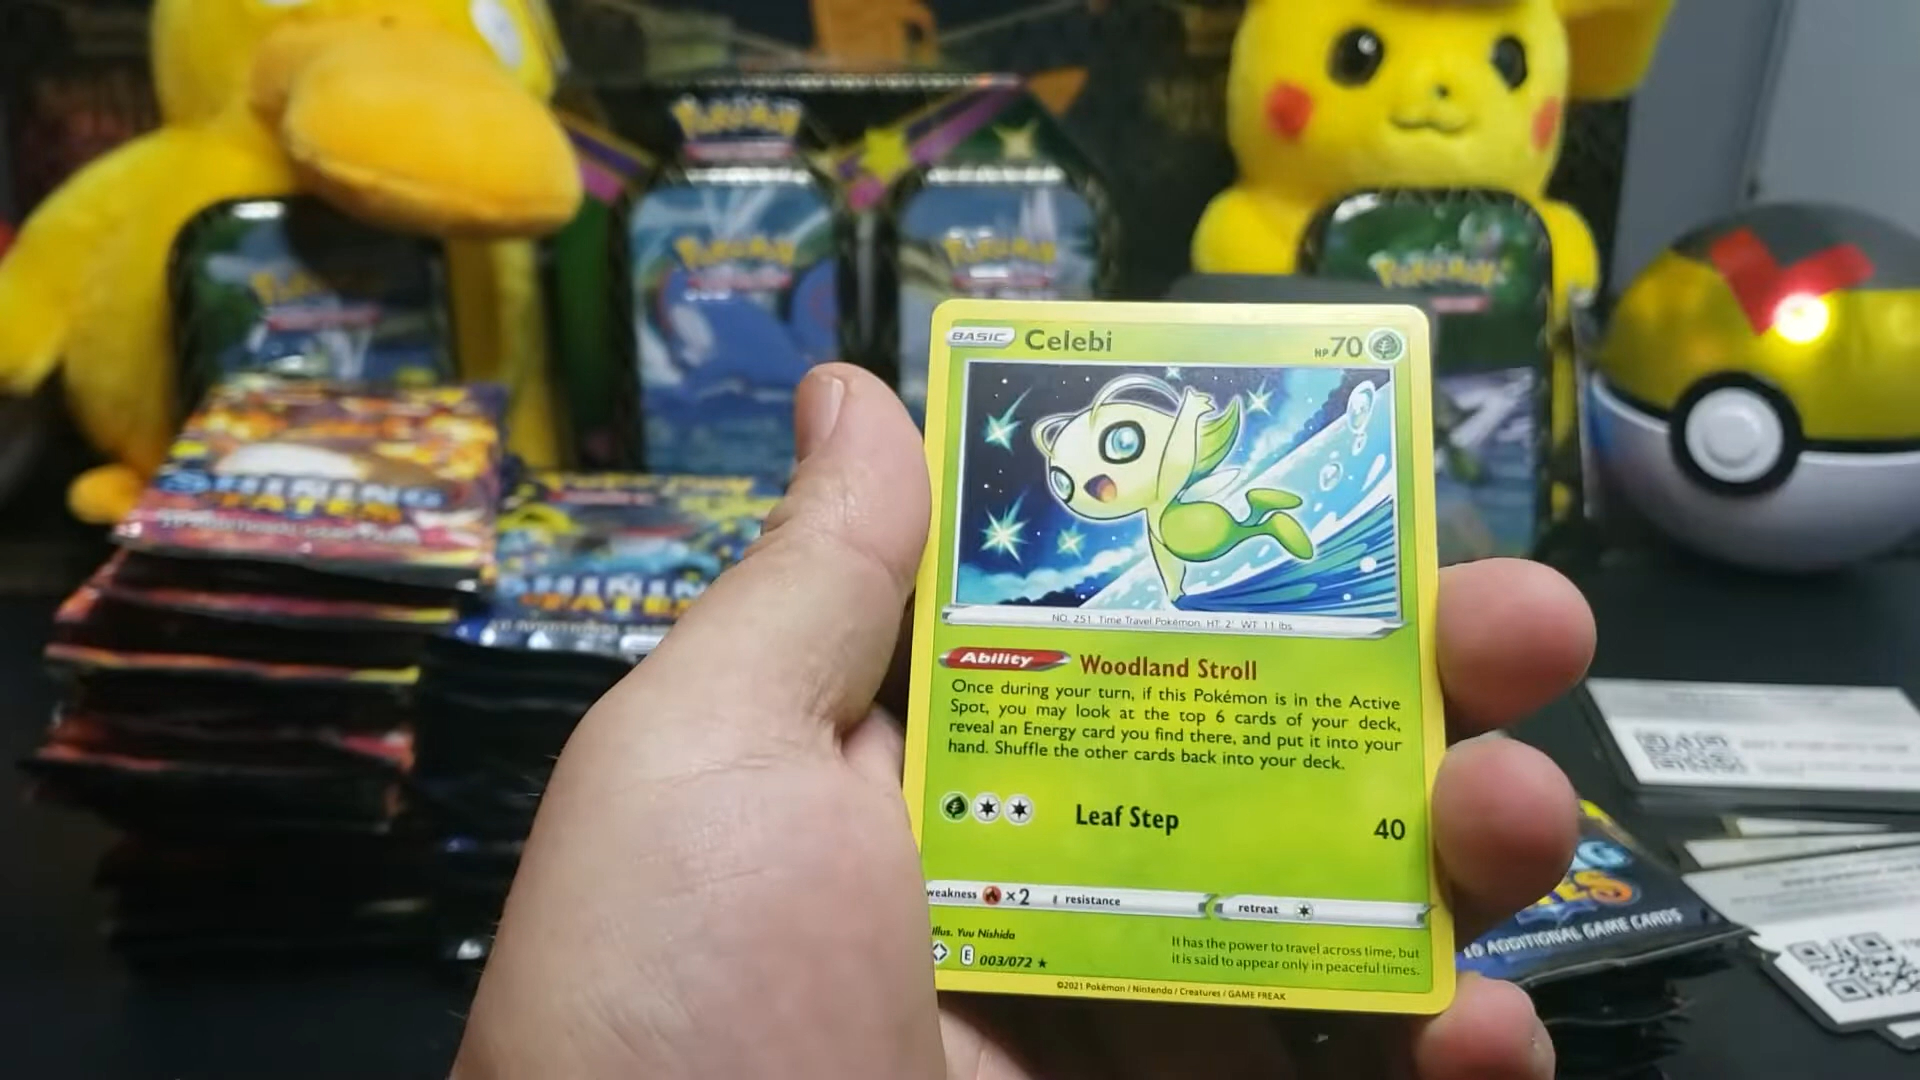 Pokémon
Pokémon
Pokémon
Pokémon
SHINING
FATES
BASIC Celebi HP 70
NO. 251 Time Travel Pokémon HT: 2' WT: 11 lbs.
Ability Woodland Stroll
Once during your turn, if this Pokémon is in the Active
Spot, you may look at the top 6 cards of your deck,
reveal an Energy card you find there, and put it into your
hand. Shuffle the other cards back into your deck.
Leaf Step 40
weakness ×2 resistance retreat
Illus. Yuu Nishida
E 003/072 ★
It has the power to travel across time, but
it is said to appear only in peaceful times.
©2021 Pokémon / Nintendo / Creatures / GAME FREAK
10 ADDITIONAL GAME CARDS